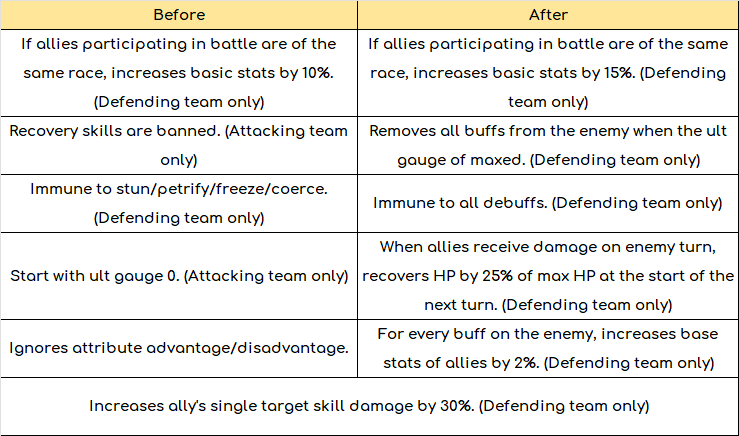 Before
After
If allies participating in battle are of the
same race, increases basic stats by 10%.
(Defending team only)
If allies participating in battle are of the same
race, increases basic stats by 15%. (Defending
team only)
Recovery skills are banned. (Attacking team
only)
Removes all buffs from the enemy when the ult
gauge of maxed. (Defending team only)
Immune to stun/petrify/freeze/coerce.
(Defending team only)
Immune to all debuffs. (Defending team only)
Start with ult gauge 0. (Attacking team only)
When allies receive damage on enemy turn,
recovers HP by 25% of max HP at the start of the
next turn. (Defending team only)
Ignores attribute advantage/disadvantage.
For every buff on the enemy, increases base
stats of allies by 2%. (Defending team only)
Increases ally's single target skill damage by 30%. (Defending team only)